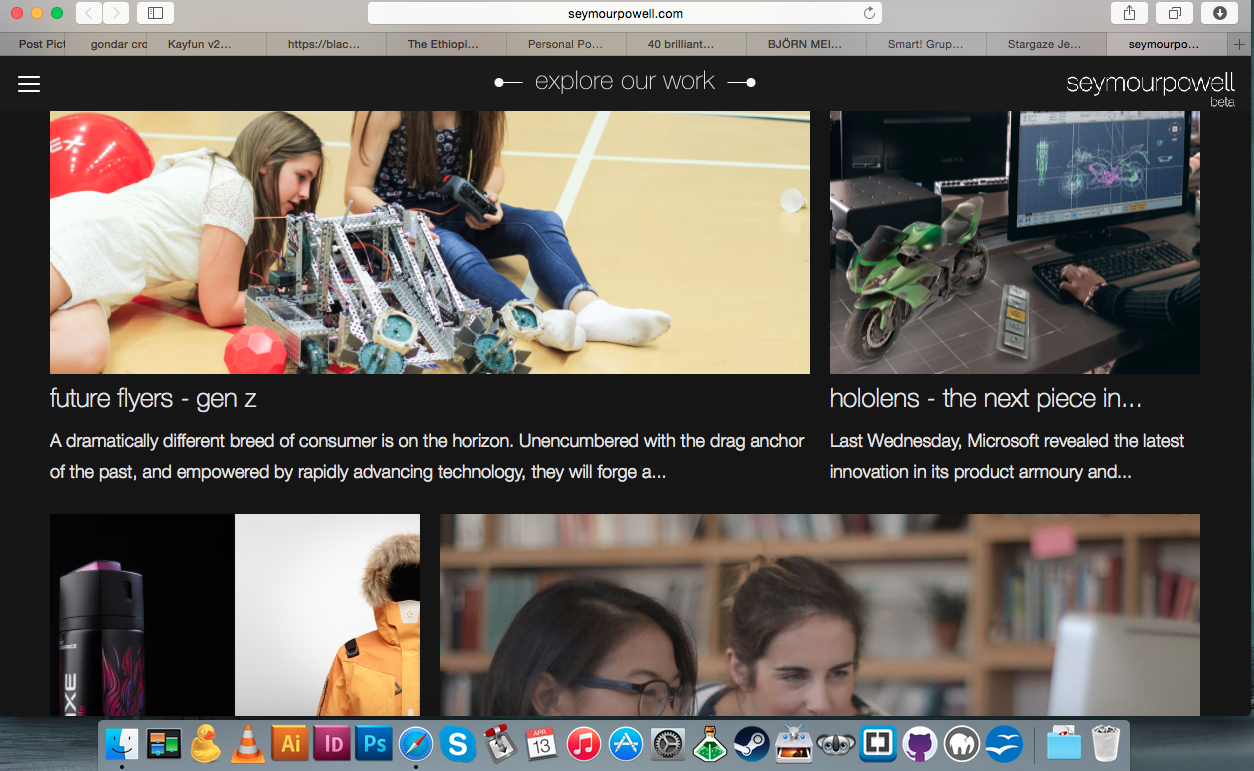 seymourpowell.com
Post Pict
gondar cro
Kayfun v2...
https://blac...
The Ethiopi...
Personal Po...
40 brilliant...
BJÖRN MEI...
Smart! Grup...
Stargaze Je...
seymourpo...
explore our work
seymourpowell
beta
EX
future flyers - gen z
A dramatically different breed of consumer is on the horizon. Unencumbered with the drag anchor
of the past, and empowered by rapidly advancing technology, they will forge a...
hololens - the next piece in...
Last Wednesday, Microsoft revealed the latest
innovation in its product armoury and...
AXE
Ai
Id
Ps
S
APR
13